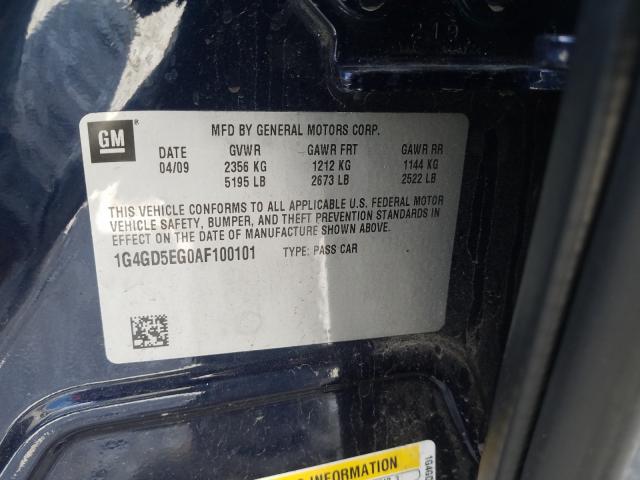 219
GM ®
MFD BY GENERAL MOTORS CORP.
DATE GVWR GAWR FRT GAWR RR
04/09 2356 KG 1212 KG 1144 KG
5195 LB 2673 LB 2522 LB
THIS VEHICLE CONFORMS TO ALL APPLICABLE U.S. FEDERAL MOTOR
VEHICLE SAFETY, BUMPER, AND THEFT PREVENTION STANDARDS IN
EFFECT ON THE DATE OF MANUFACTURE SHOWN ABOVE.
1G4GD5EG0AF100101 TYPE: PASS CAR
INFORMATION
1G4GD